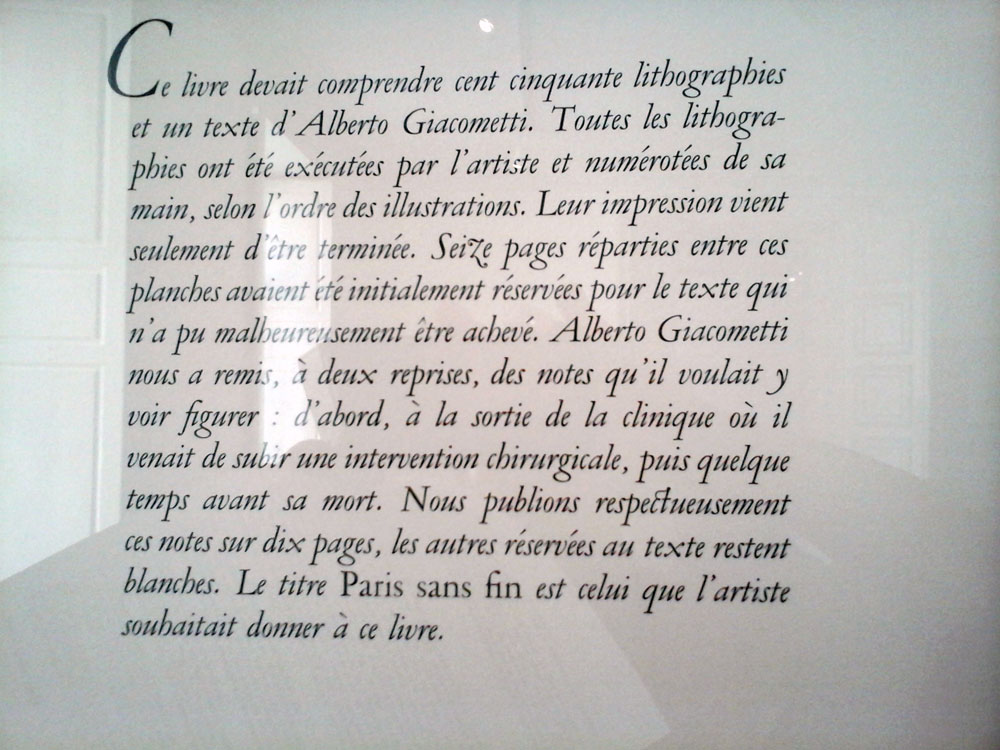 Ce livre devait comprendre cent cinquante lithographies
et un texte d'Alberto Giacometti. Toutes les lithogra-
phies ont été exécutées par l'artiste et numérotées de sa
main, selon l'ordre des illustrations. Leur impression vient
seulement d'être terminée. Seize pages réparties entre ces
planches avaient été initialement réservées pour le texte qui
n'a pu malheureusement être achevé. Alberto Giacometti
nous a remis, à deux reprises, des notes qu'il voulait y
voir figurer : d'abord, à la sortie de la clinique où il
venait de subir une intervention chirurgicale, puis quelque
temps avant sa mort. Nous publions respectueusement
ces notes sur dix pages, les autres réservées au texte restent
blanches. Le titre Paris sans fin est celui que l'artiste
souhaitait donner à ce livre.